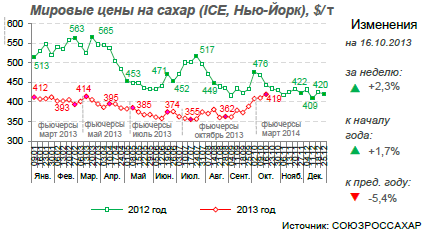 Мировые цены на сахар (ICE, Нью-Йорк), $/т
Изменения
на 16.10.2013
за неделю:
+2,3%
к началу
года:
+1,7%
к пред. году:
-5,4%
600
550
500
450
400
350
300
513
563
565
453
471
452
517
449
476
422
409
420
412
393
414
395
385
374
355
362
419
фьючерсы
март 2013
фьючерсы
май 2013
фьючерсы
июль 2013
фьючерсы
октябрь 2013
фьючерсы
март 2014
Янв. Фев. Мар. Апр. Май Июн. Июл. Авг. Сент. Окт. Нояб. Дек.
2012 год
2013 год
Источник: СОЮЗРОССАХАР